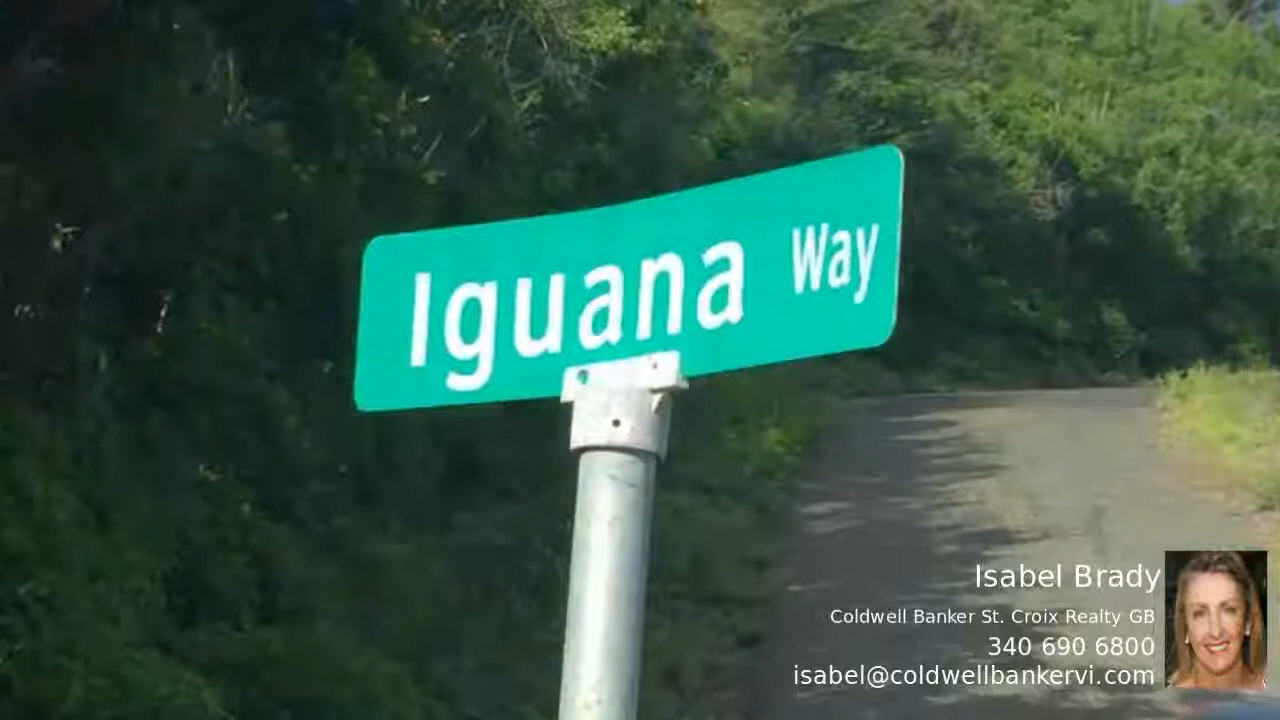 Iguana Way
Isabel Brady
Coldwell Banker St. Croix Realty GB
340 690 6800
isabel@coldwellbankervi.com